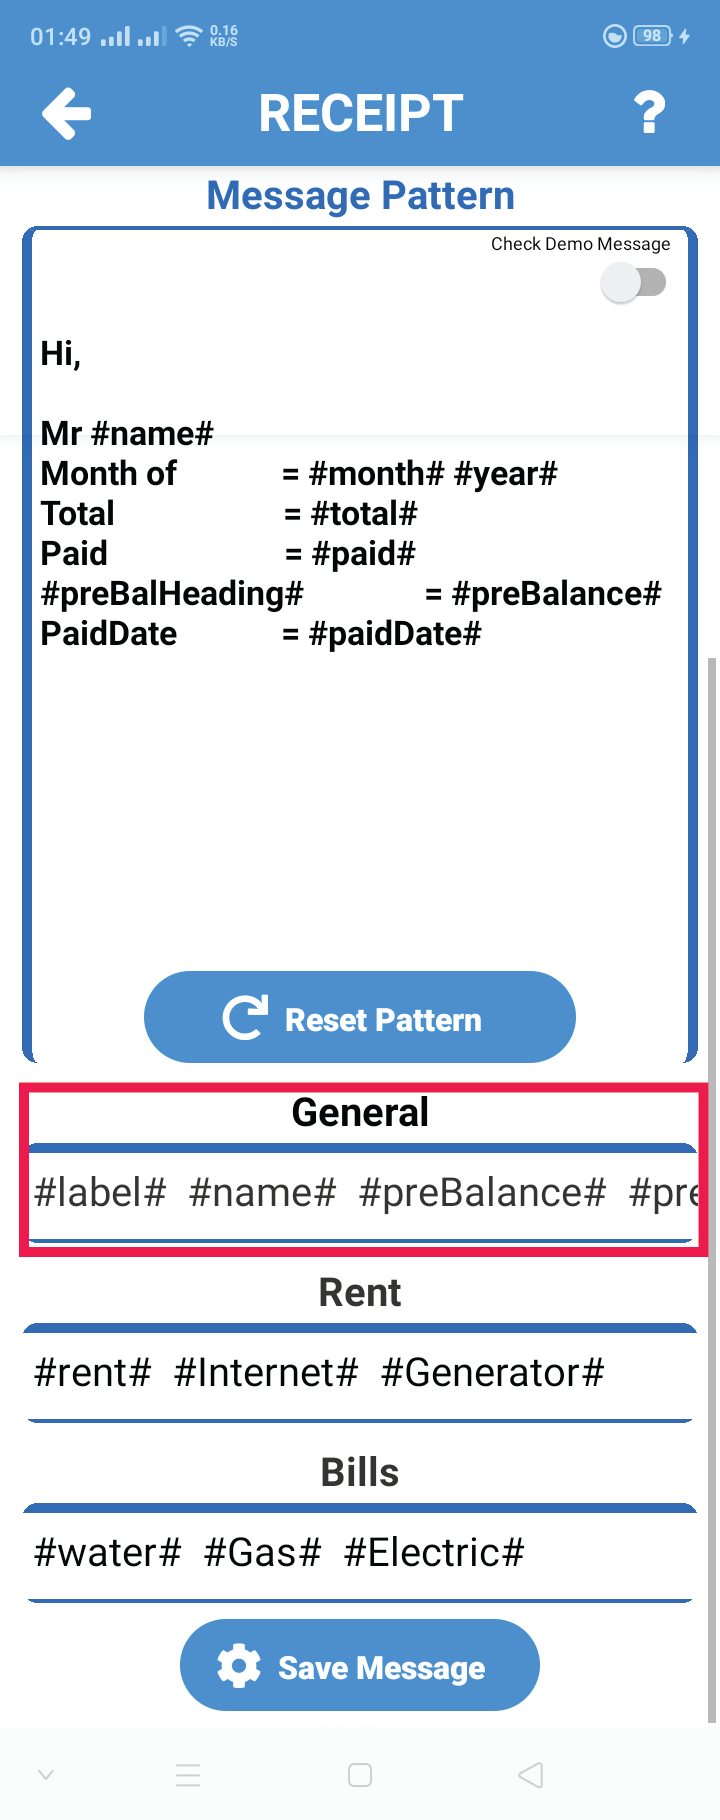 01:49 0.16 KB/S 98
RECEIPT ?
Message Pattern
Check Demo Message
Hi,
Mr #name#
Month of = #month# #year#
Total = #total#
Paid = #paid#
#preBalHeading# = #preBalance#
PaidDate = #paidDate#
Reset Pattern
General
#label# #name# #preBalance# #pre
Rent
#rent# #Internet# #Generator#
Bills
#water# #Gas# #Electric#
Save Message